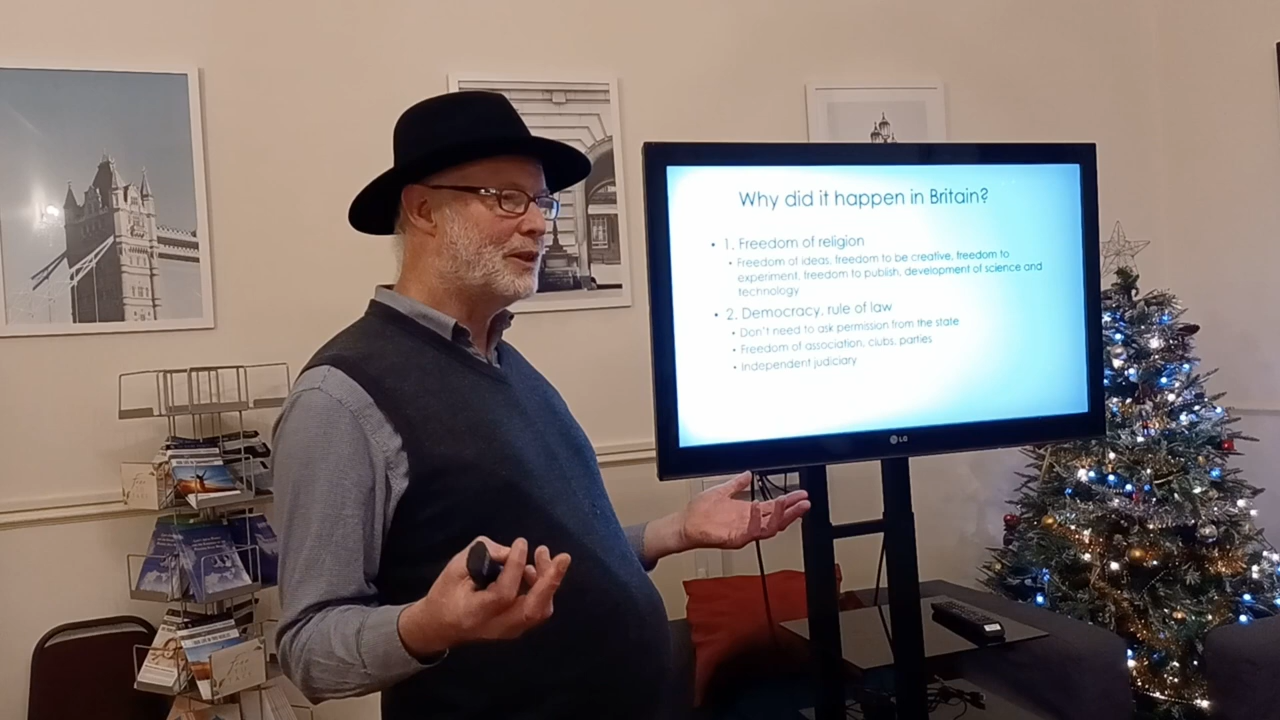 Why did it happen in Britain?
• 1. Freedom of religion
• Freedom of ideas, freedom to be creative, freedom to
experiment, freedom to publish, development of science and
technology
• 2. Democracy, rule of law
• Don't need to ask permission from the state
• Freedom of association, clubs, parties
• Independent judiciary
LG